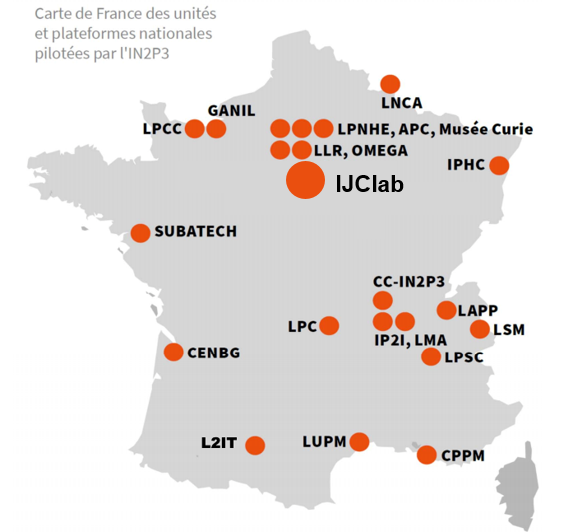 Carte de France des unités
et plateformes nationales
pilotées par l'IN2P3
LNCA
GANIL
LPCC
LPNHE, APC, Musée Curie
LLR, OMEGA
IPHC
IJClab
SUBATECH
CC-IN2P3
LAPP
LPC
LSM
IP2I, LMA
CENBG
LPSC
L2IT
LUPM
CPPM